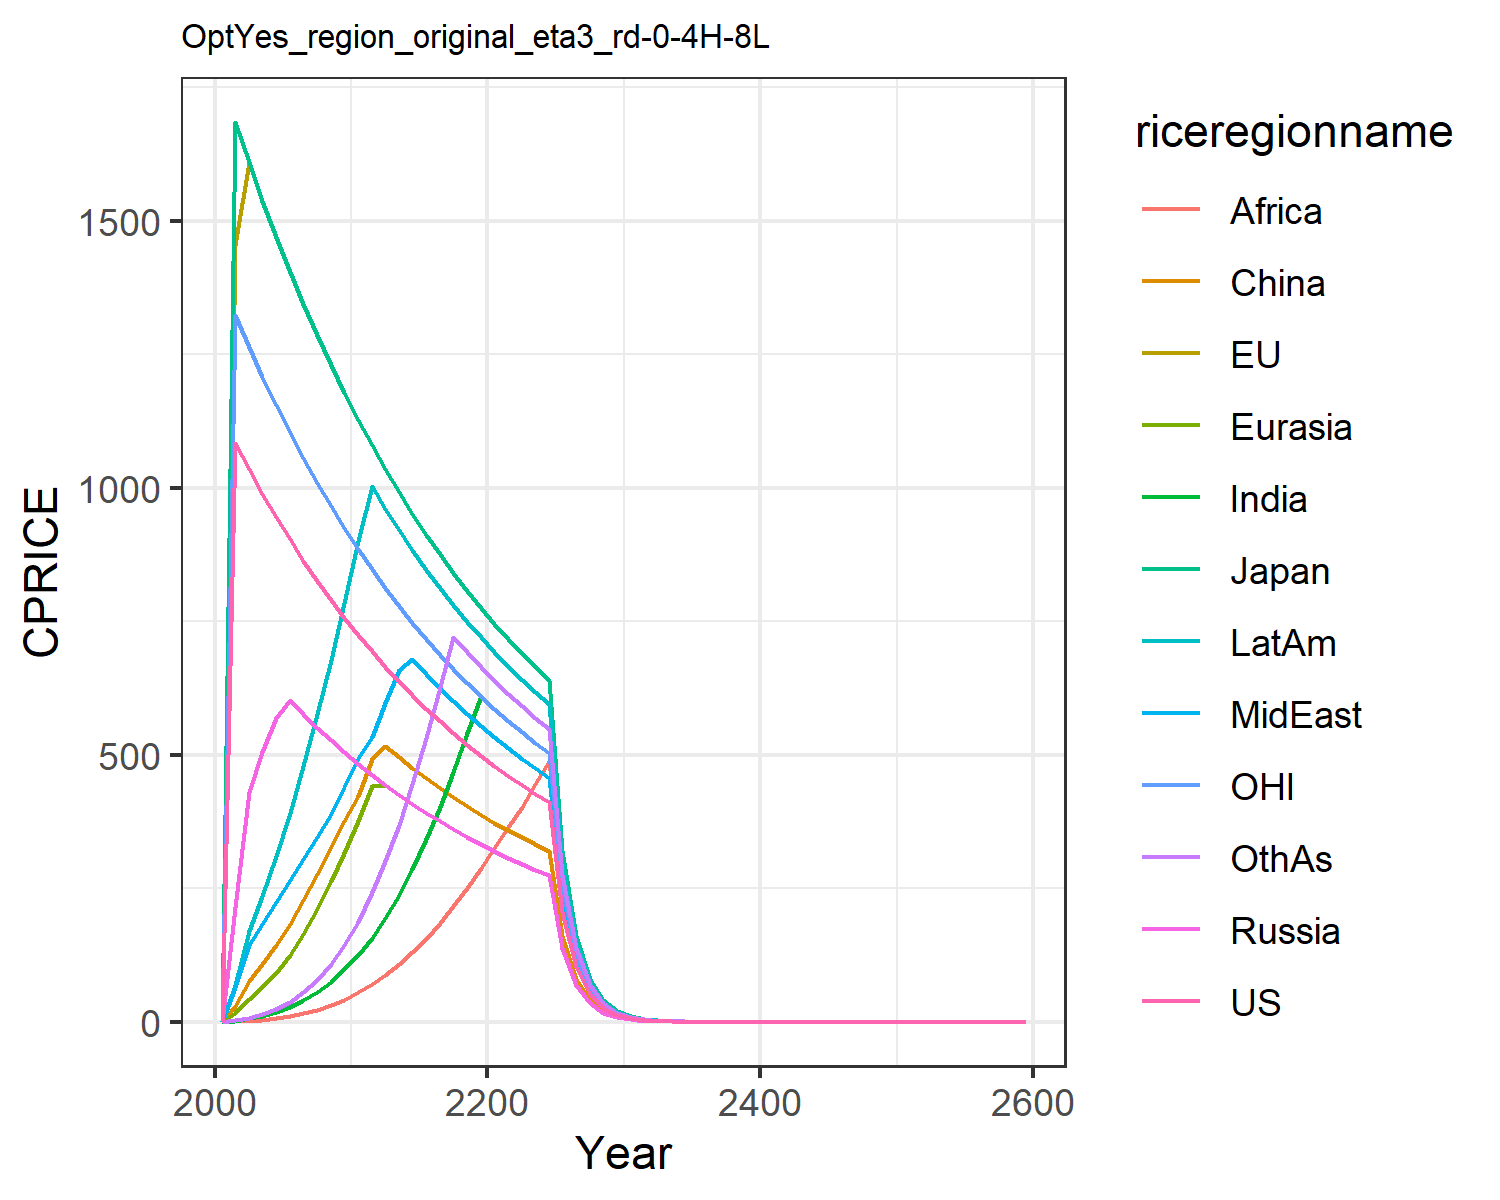 OptYes_region_original_eta3_rd-0-4H-8L
CPRICE
1500
1000
500
0
2000
2200
2400
2600
Year
riceregionname
Africa
China
EU
Eurasia
India
Japan
LatAm
MidEast
OHI
OthAs
Russia
US